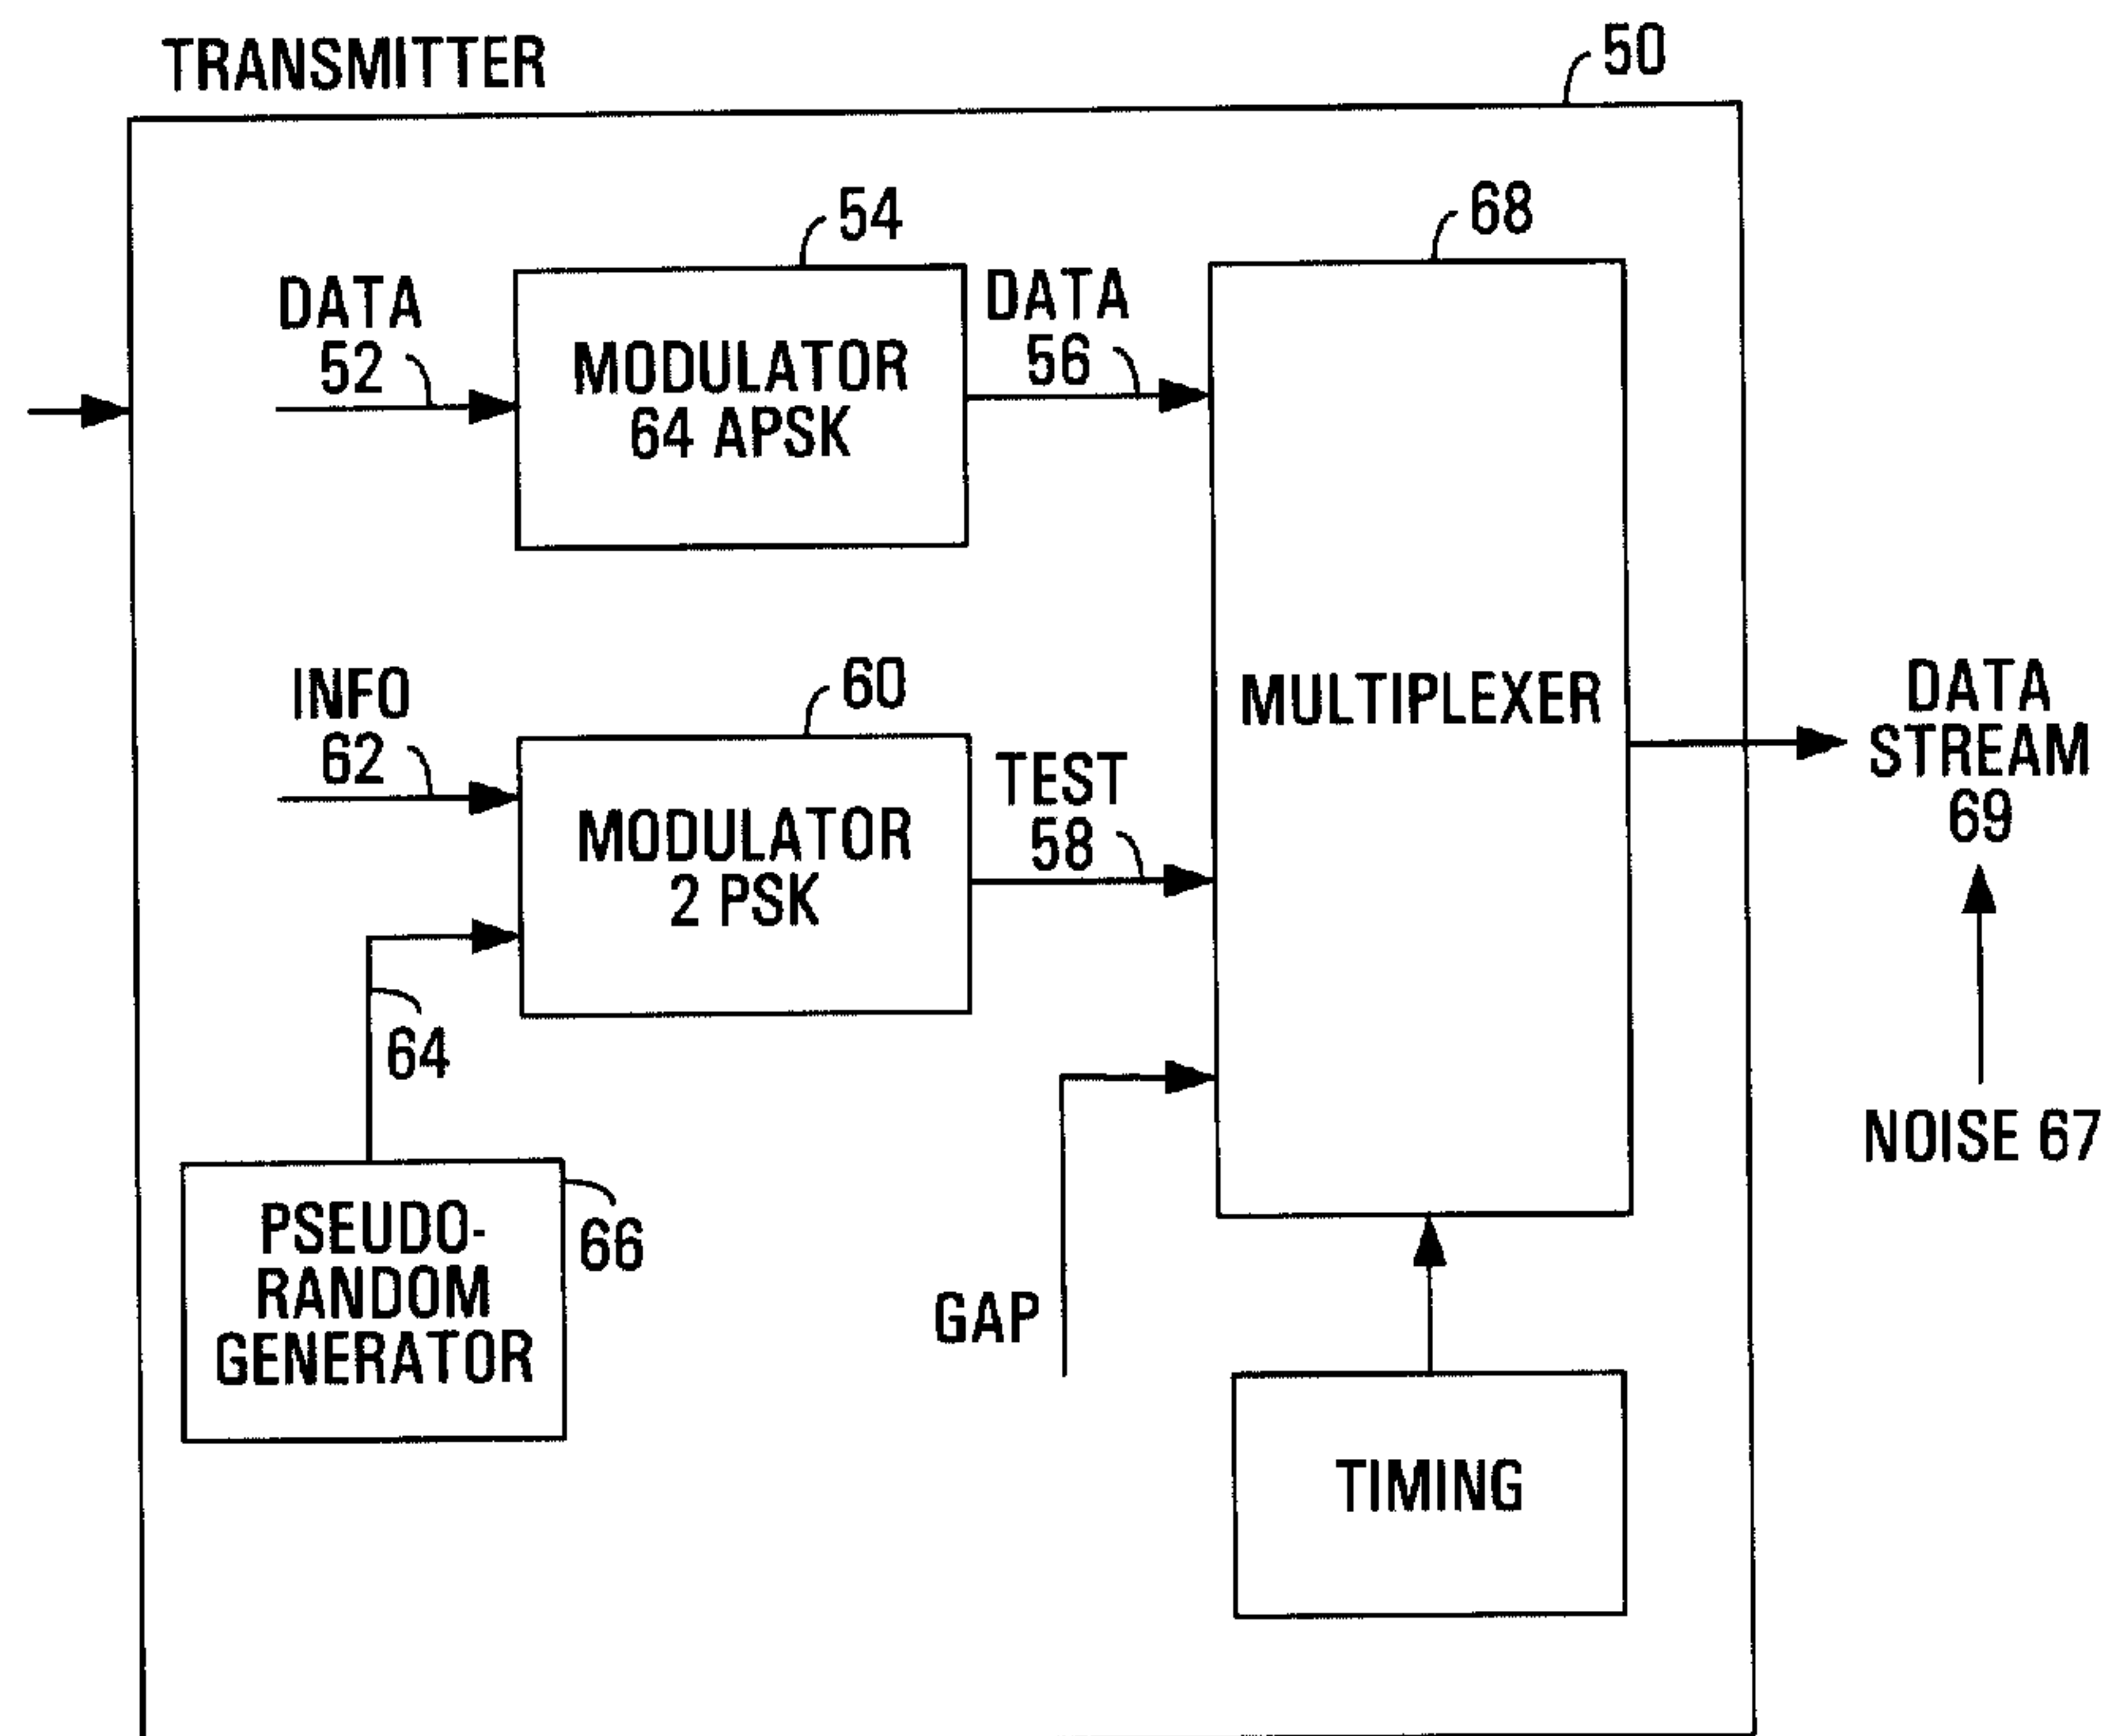 TRANSMITTER
50
54
68
DATA
52
MODULATOR
64 APSK
DATA
56
INFO
62
60
MODULATOR
2 PSK
TEST
58
MULTIPLEXER
DATA
STREAM
69
64
NOISE 67
PSEUDO-
RANDOM
GENERATOR
66
GAP
TIMING